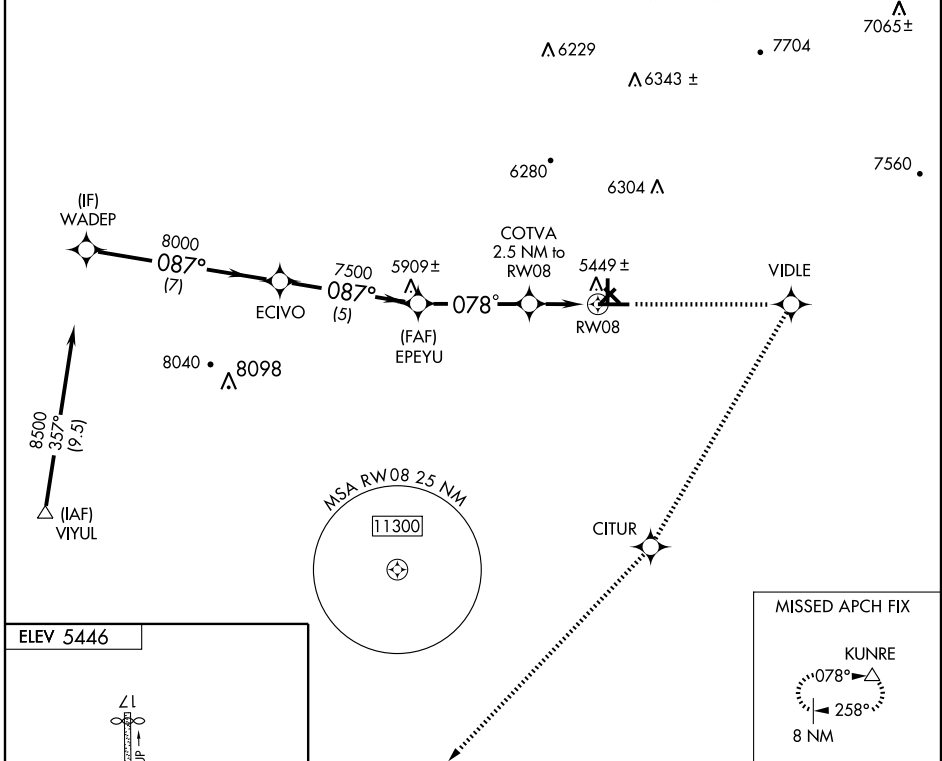 7065±
6229
7704
6343 ±
6280
7560
6304
(IF)
WADEP
8000
087°
(7)
ECIVO
7500
087°
(5)
5909±
(FAF)
EPEYU
078°
COTVA
2.5 NM to
RW08
5449±
RW08
VIDLE
8040
8098
8500
357°
(9.5)
(IAF)
VIYUL
MSA RW08 25 NM
11300
CITUR
MISSED APCH FIX
KUNRE
078°
258°
8 NM
ELEV 5446
17
UP